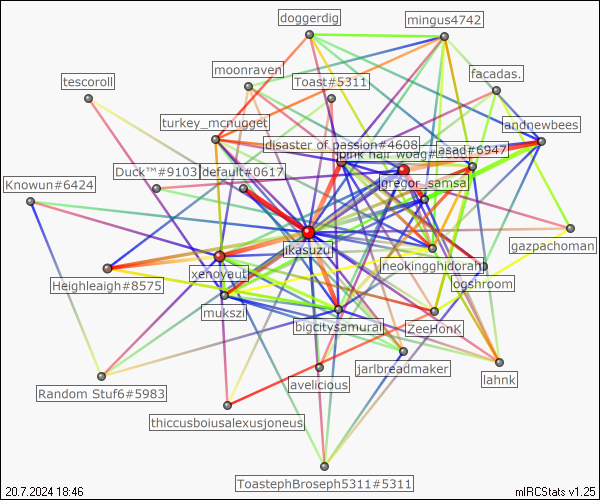 doggerdig
mingus4742
moonraven
Toast#5311
facadas.
tescoroll
turkey_mcnugget
andnewbees
disaster of passion#4608
pink hair woag#
asad#6947
Duck™#9103
default#0617
Knowun#6424
gregor_samsa
ikasuzu
gazpachoman
neokingghidorah
xenoyaut
ogshroom
Heighleaigh#8575
mukszi
bigcitysamurai
ZeeHonK
jarlbreadmaker
lahnk
Random Stuf6#5983
avelicious
thiccusboiusalexusjoneus
ToastephBroseph5311#5311
20.7.2024 18:46
mIRCStats v1.25